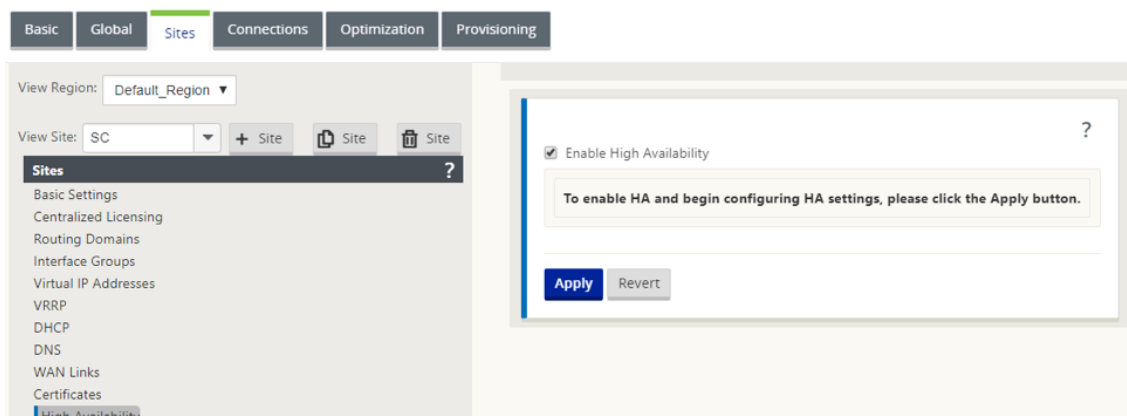 Basic Global Sites Connections Optimization Provisioning
View Region: Default_Region
View Site: SC + Site Site Site
Sites ?
Basic Settings
Centralized Licensing
Routing Domains
Interface Groups
Virtual IP Addresses
VRRP
DHCP
DNS
WAN Links
Certificates
High Availability
?
Enable High Availability
To enable HA and begin configuring HA settings, please click the Apply button.
Apply Revert